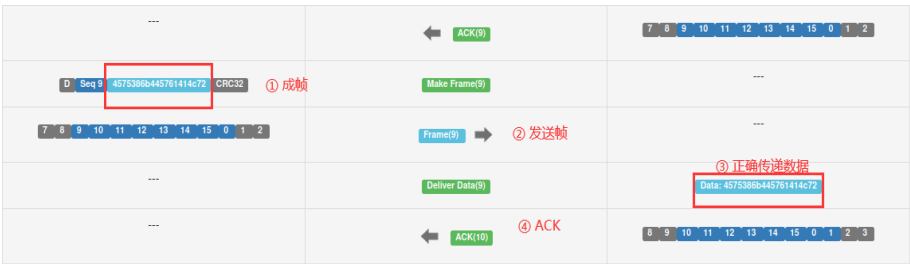 ---
ACK(9)
7 8 9 10 11 12 13 14 15 0 1 2
D Seq 9 4575386b445761414c72 CRC32
① 成帧
Make Frame(9)
---
7 8 9 10 11 12 13 14 15 0 1 2
Frame(9)
② 发送帧
---
③ 正确传递数据
---
Deliver Data(9)
Data: 4575386b445761414c72
---
ACK(10)
④ ACK
8 9 10 11 12 13 14 15 0 1 2 3